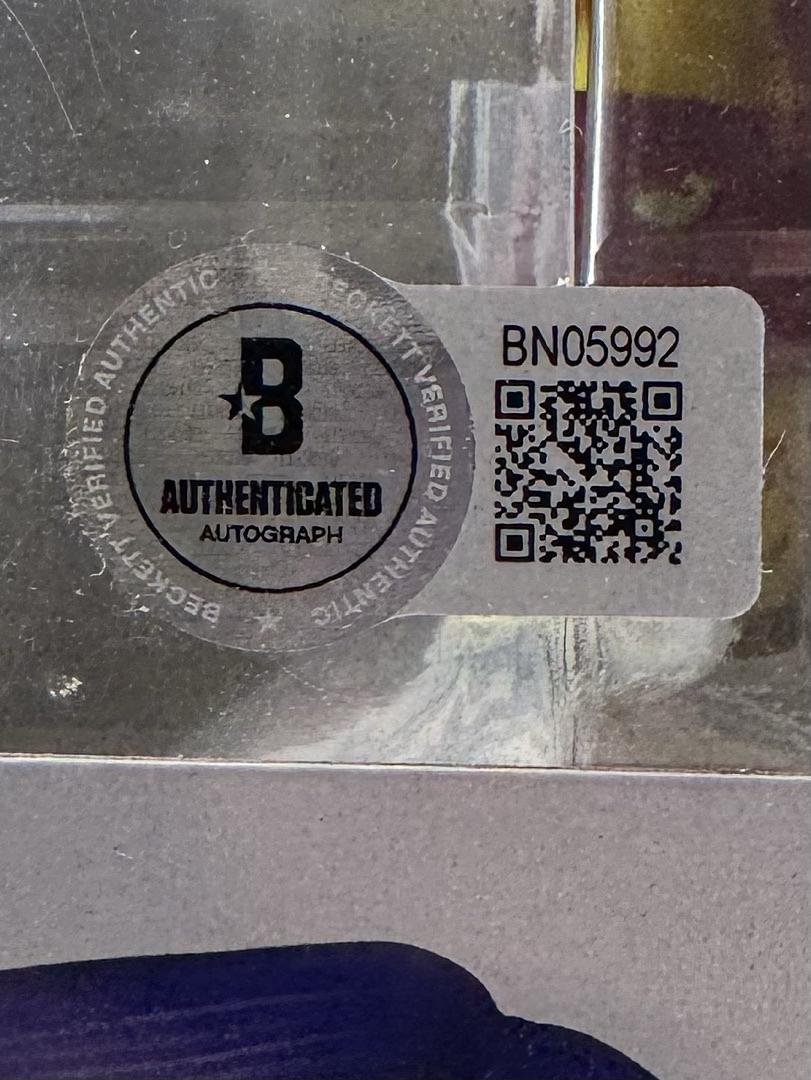 BECKETT VERIFIED AUTHENTIC
BECKETT VERIFIED AUTHENTIC
B
AUTHENTICATED
AUTOGRAPH
BN05992